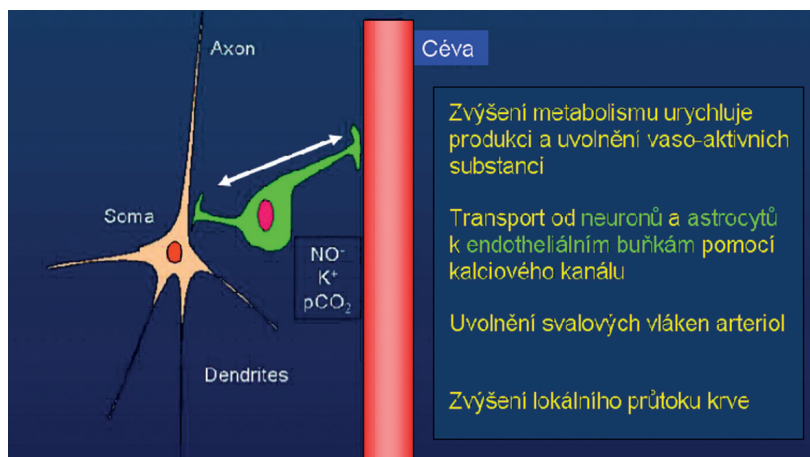 Axon
Céva
Soma
NO⁻
K⁺
pCO₂
Dendrites
Zvýšení metabolismu urychluje
produkci a uvolnění vaso-aktivních
substancí
Transport od neuronů a astrocytů
k endotheliálním buňkám pomocí
kalciového kanálu
Uvolnění svalových vláken arteriol
Zvýšení lokálního průtoku krve